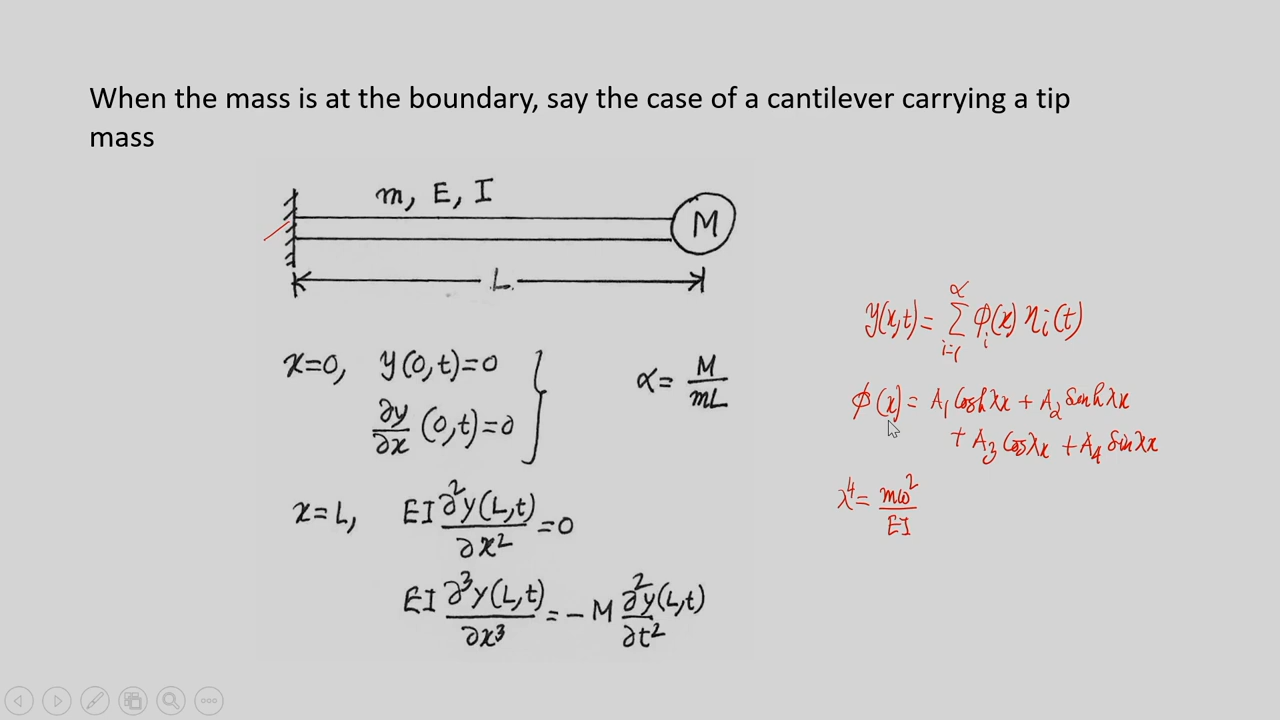 When the mass is at the boundary, say the case of a cantilever carrying a tip
mass
m, E, I
M
L
x=0, y(0,t)=0
∂y/∂x (0,t)=0
α = M/mL
x=L, EI ∂²y(L,t)/∂x² = 0
EI ∂³y(L,t)/∂x³ = -M ∂²y(L,t)/∂t²
y(x,t) = Σ_{i=1}^{∝} ϕ_i(x) η_i(t)
ϕ(x) = A₁ Coshλx + A₂ Sinhλx
+ A₃ Cosλx + A₄ Sinλx
λ⁴ = mω²/EI